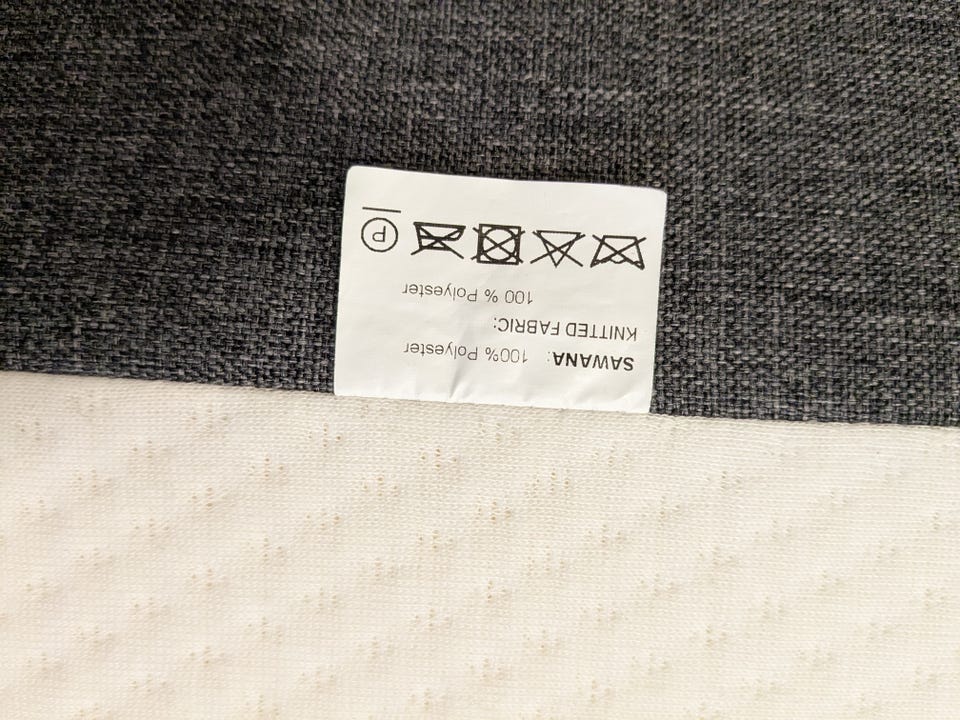 SAWANA: 100% Polyester
KNITTED FABRIC:
100 % Polyester
P